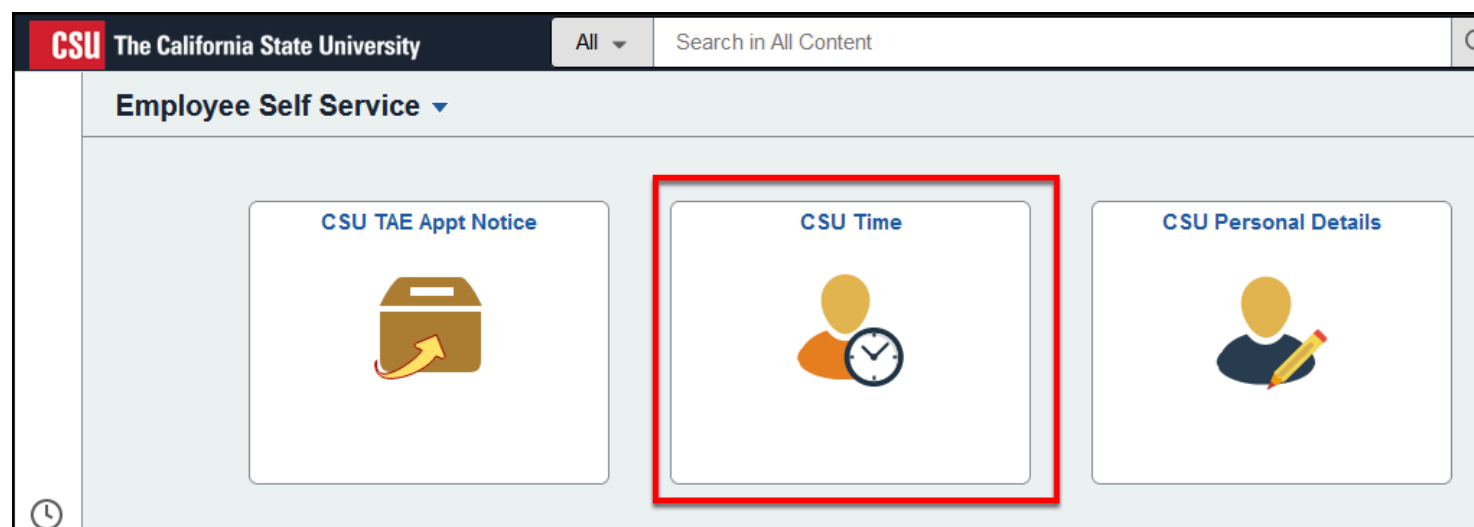 CSU The California State University
All
Search in All Content
Employee Self Service
CSU TAE Appt Notice
CSU Time
CSU Personal Details